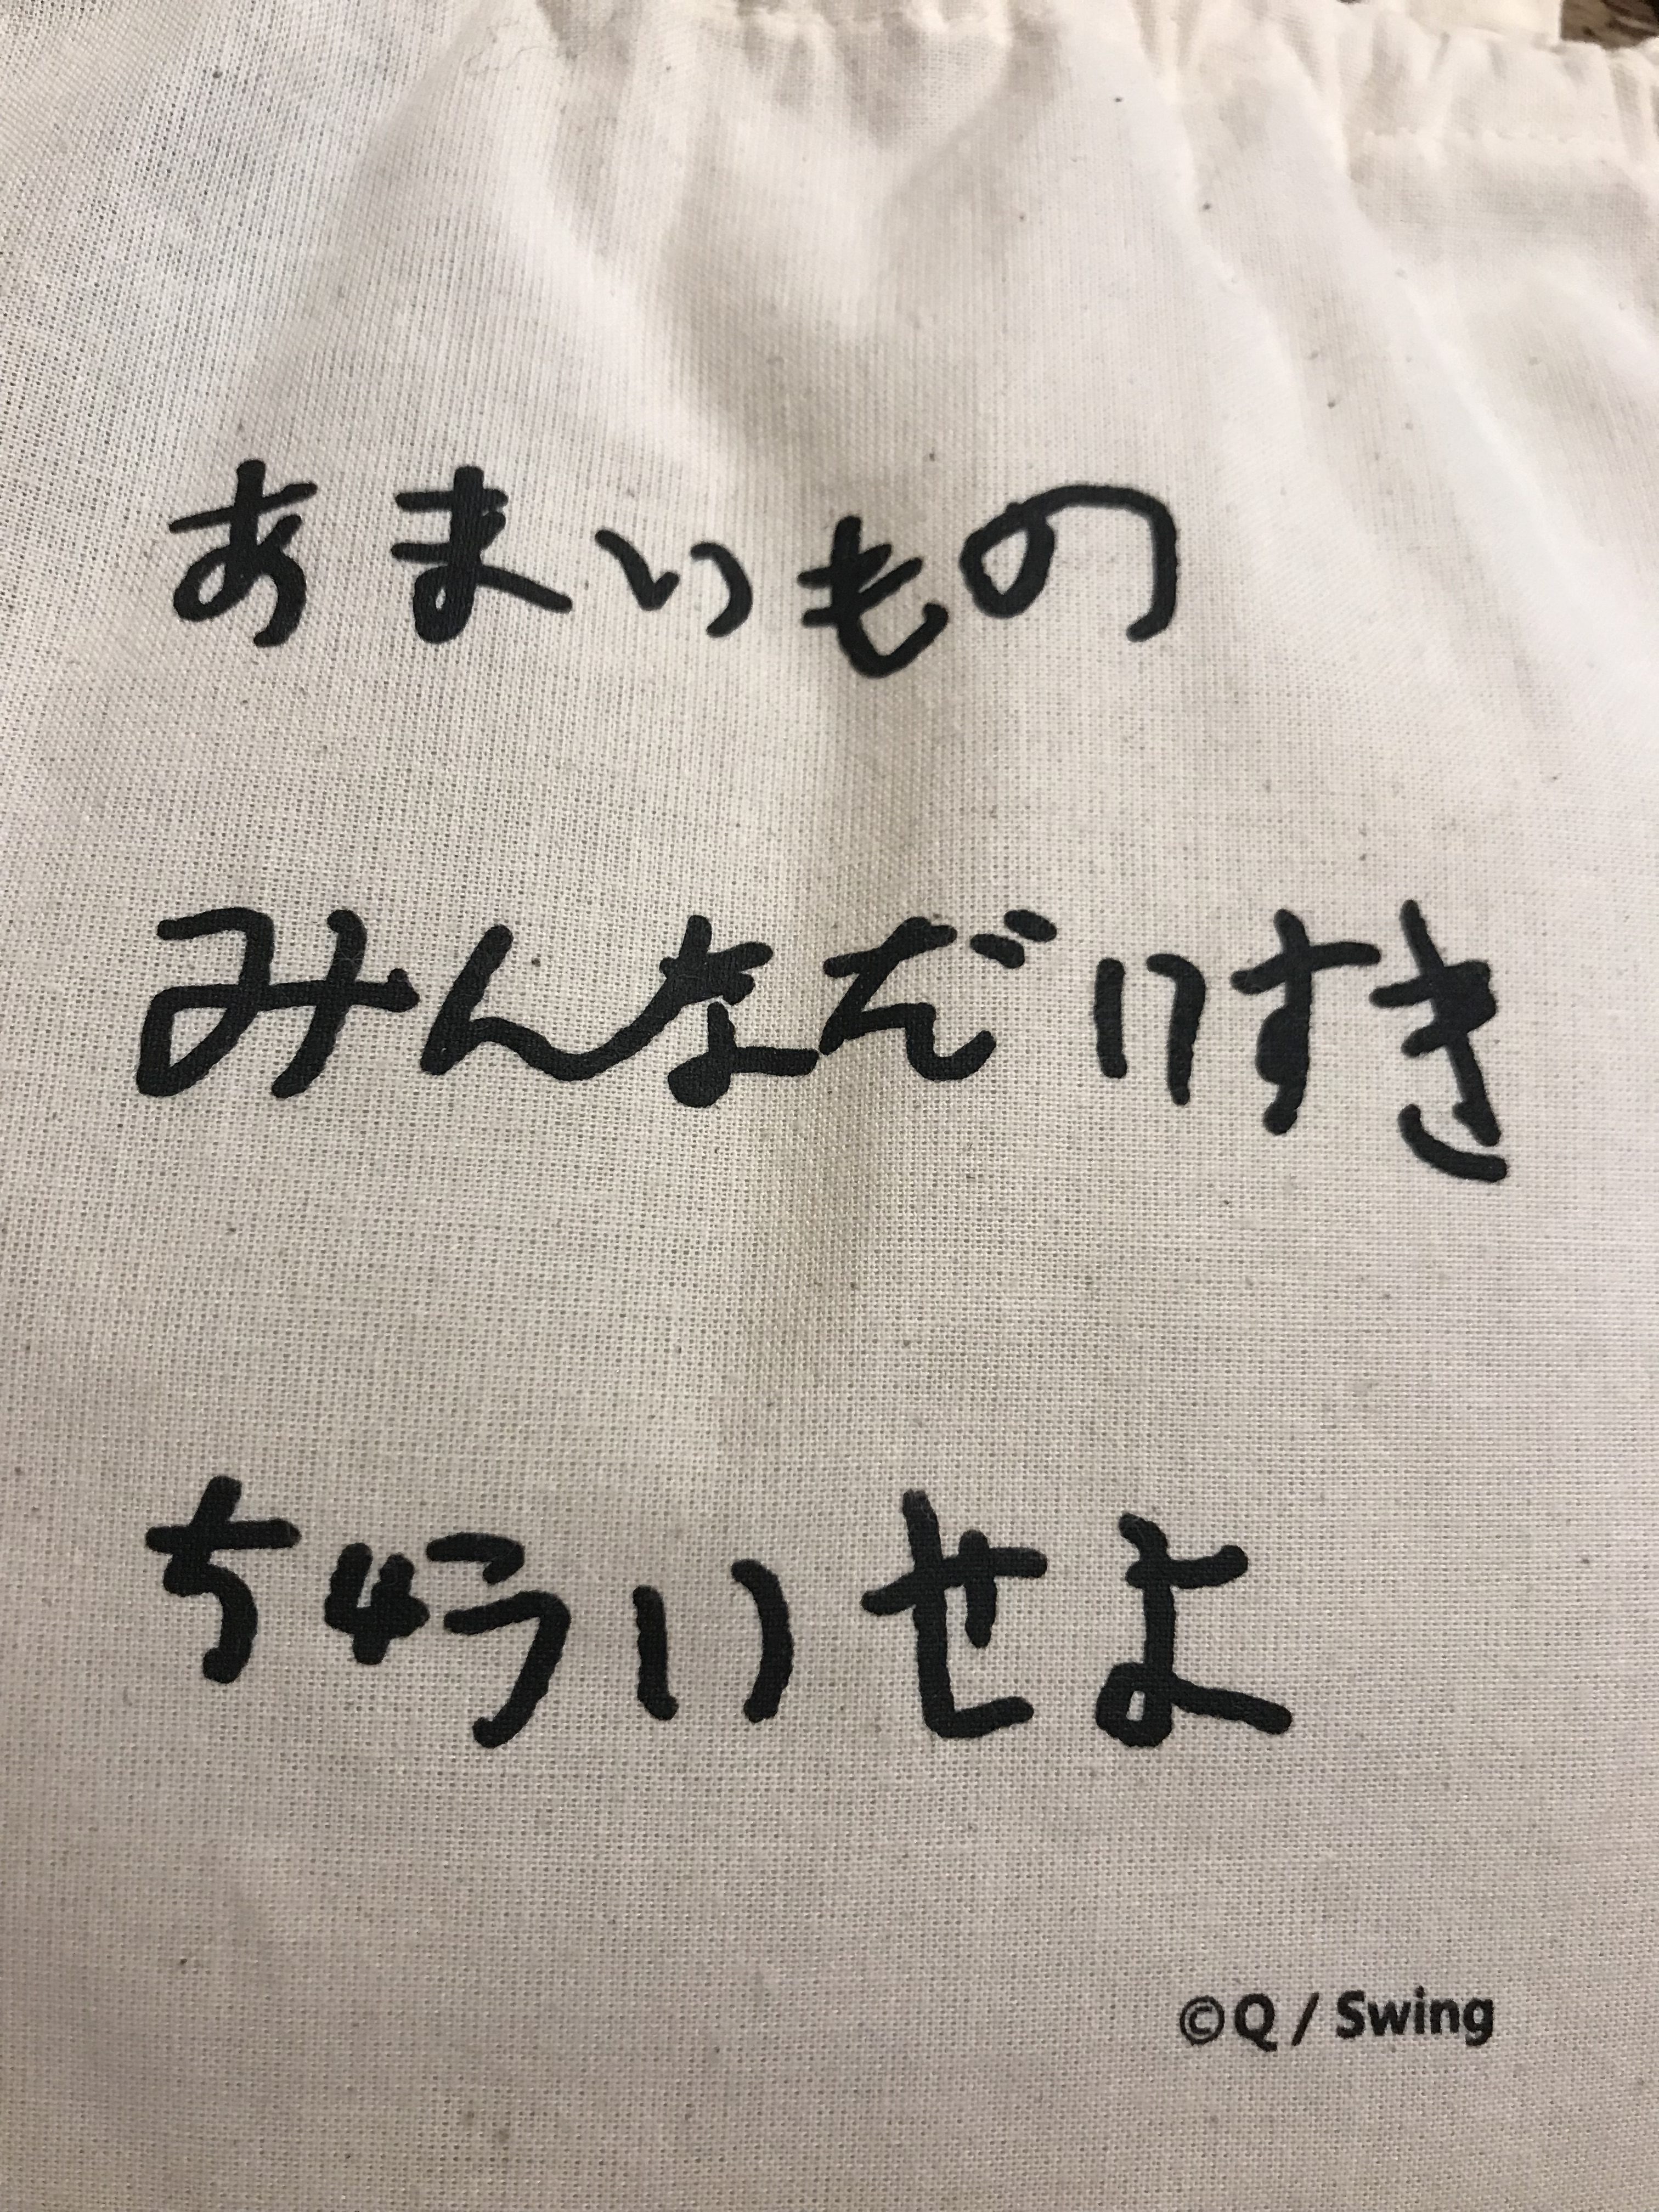 あまいもの
みんなだいすき
ちゅういせよ
©Q / Swing